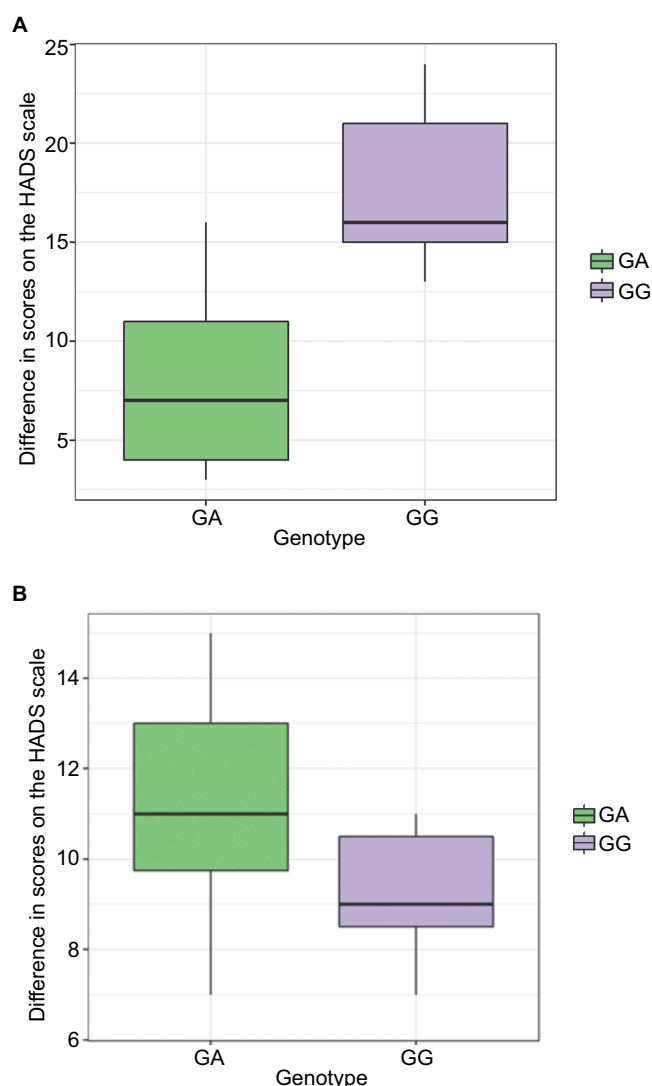 A
Difference in scores on the HADS scale
25
20
15
10
5
GA
GG
Genotype
GA
GG
B
Difference in scores on the HADS scale
14
12
10
8
6
GA
GG
Genotype
GA
GG